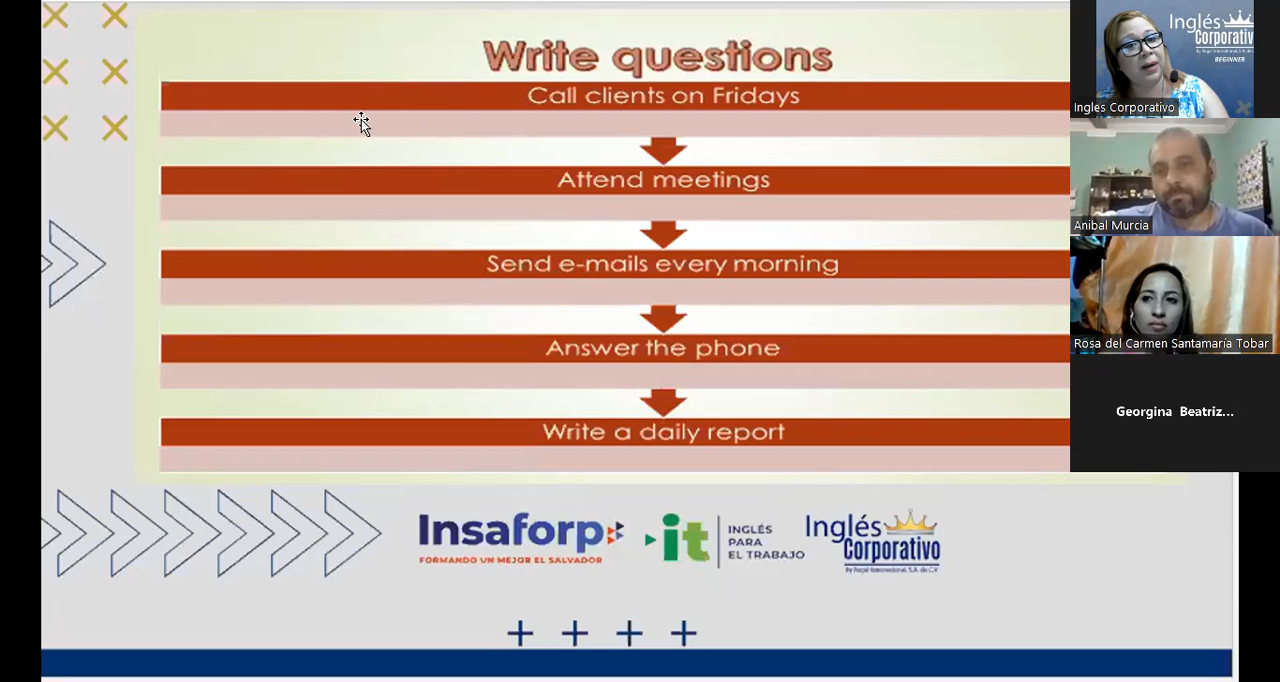 Write questions
Call clients on Fridays
Attend meetings
Send e-mails every morning
Answer the phone
Write a daily report
Insaforp
FORMANDO UN MEJOR EL SALVADOR
it
INGLÉS
PARA
EL TRABAJO
Inglés
Corporativo
Inglés
Corporativ
BEGINNER
Ingles Corporativo
Anibal Murcia
Rosa del Carmen Santamaría Tobar
Georgina Beatriz...